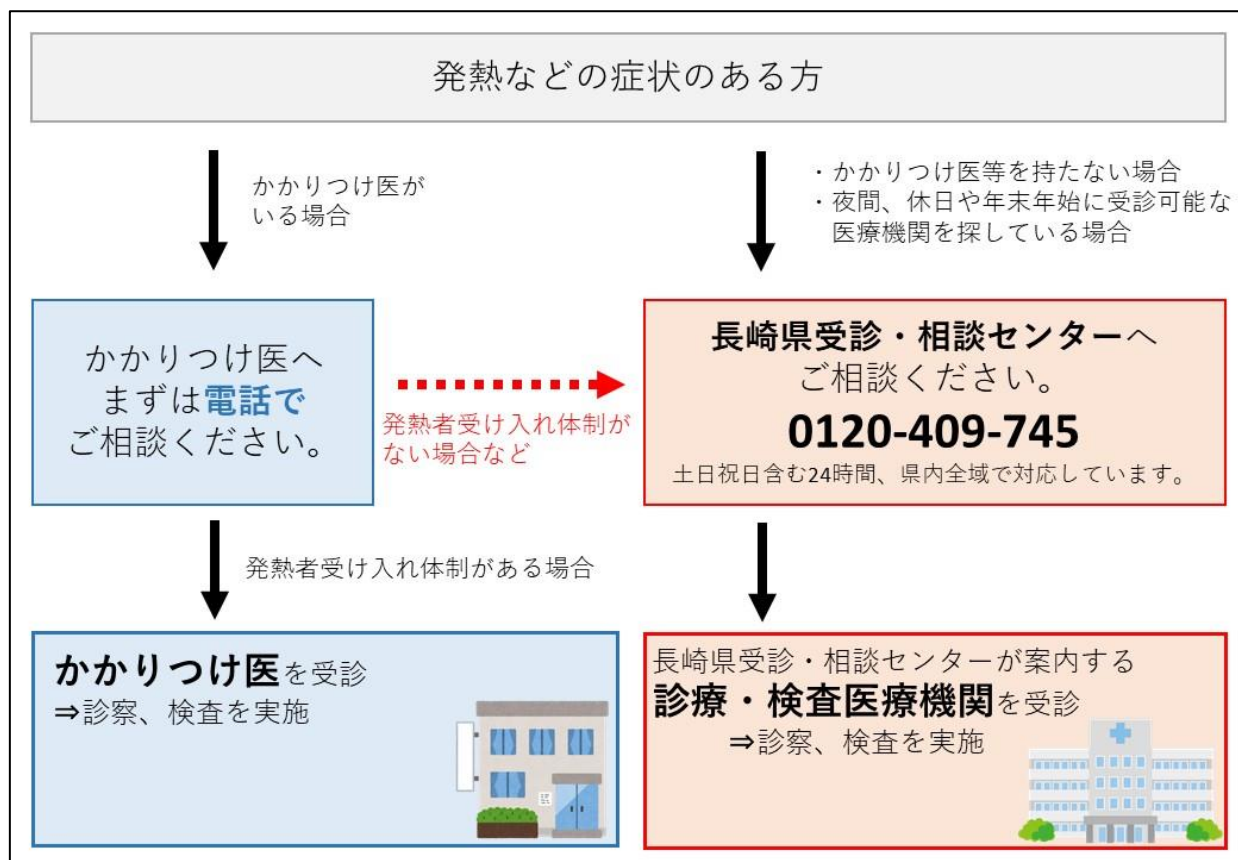 発熱などの症状のある方
かかりつけ医が
いる場合
・かかりつけ医等を持たない場合
・夜間、休日や年末年始に受診可能な
医療機関を探している場合
かかりつけ医へ
まずは電話で
ご相談ください。
発熱者受け入れ体制が
ない場合など
長崎県受診・相談センターへ
ご相談ください。
0120-409-745
土日祝日含む24時間、県内全域で対応しています。
発熱者受け入れ体制がある場合
かかりつけ医を受診
⇒診察、検査を実施
長崎県受診・相談センターが案内する
診療・検査医療機関を受診
⇒診察、検査を実施